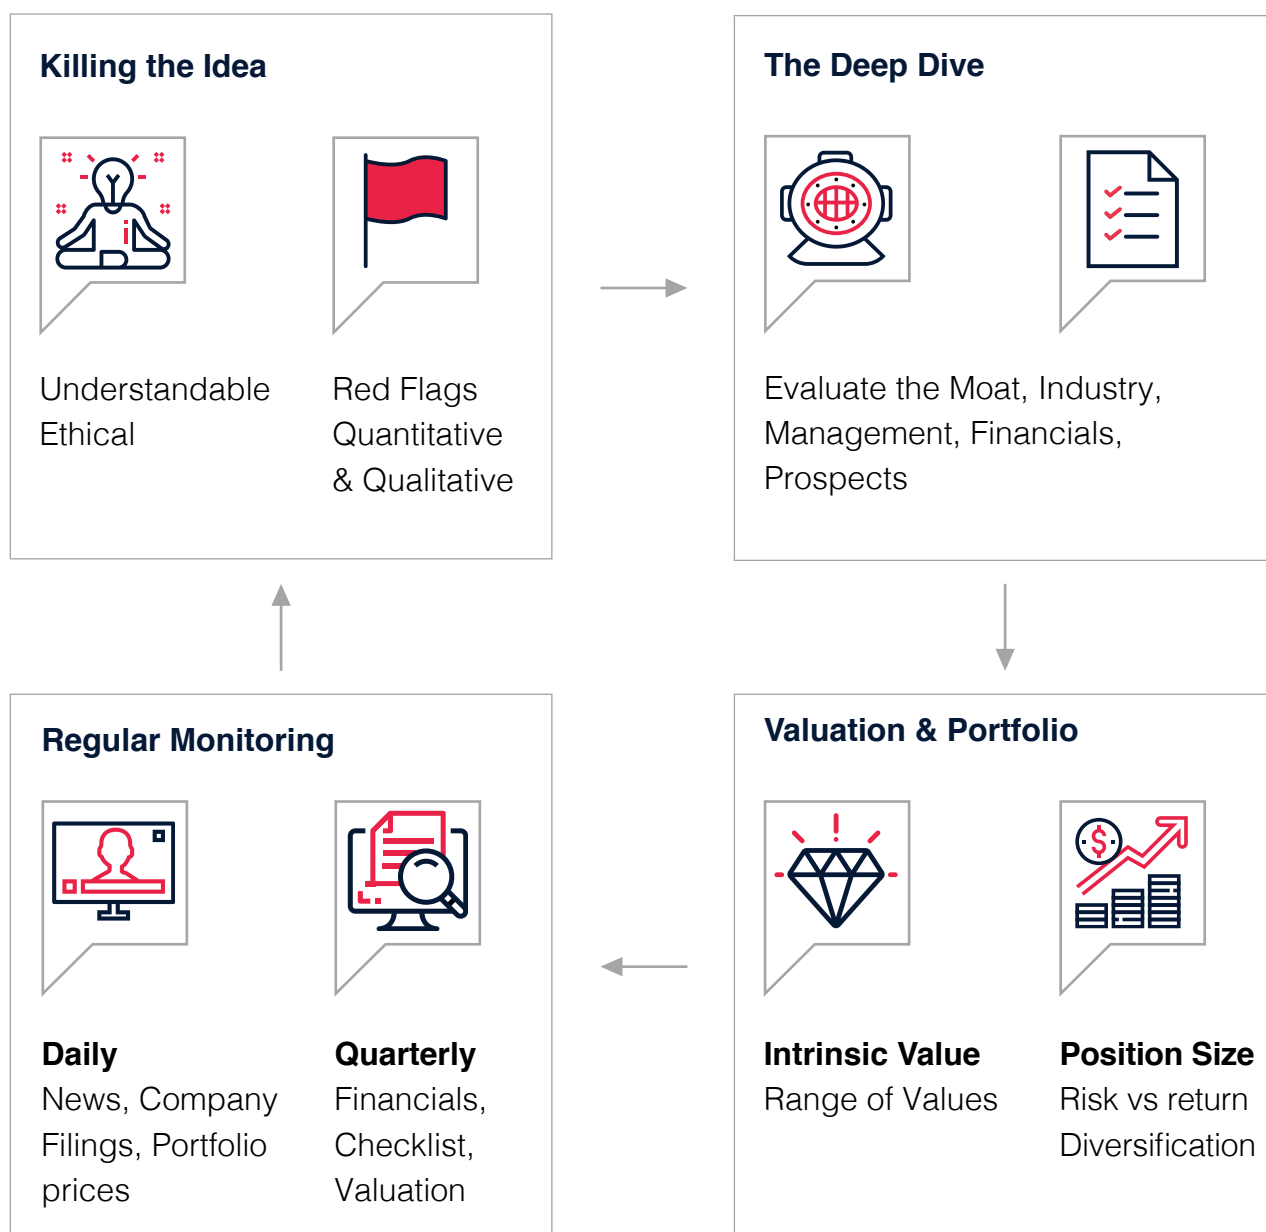 Killing the Idea
Understandable
Ethical
Red Flags
Quantitative
& Qualitative
The Deep Dive
Evaluate the Moat, Industry,
Management, Financials,
Prospects
Regular Monitoring
Daily
News, Company
Filings, Portfolio
prices
Quarterly
Financials,
Checklist,
Valuation
Valuation & Portfolio
$
Intrinsic Value
Range of Values
Position Size
Risk vs return
Diversification